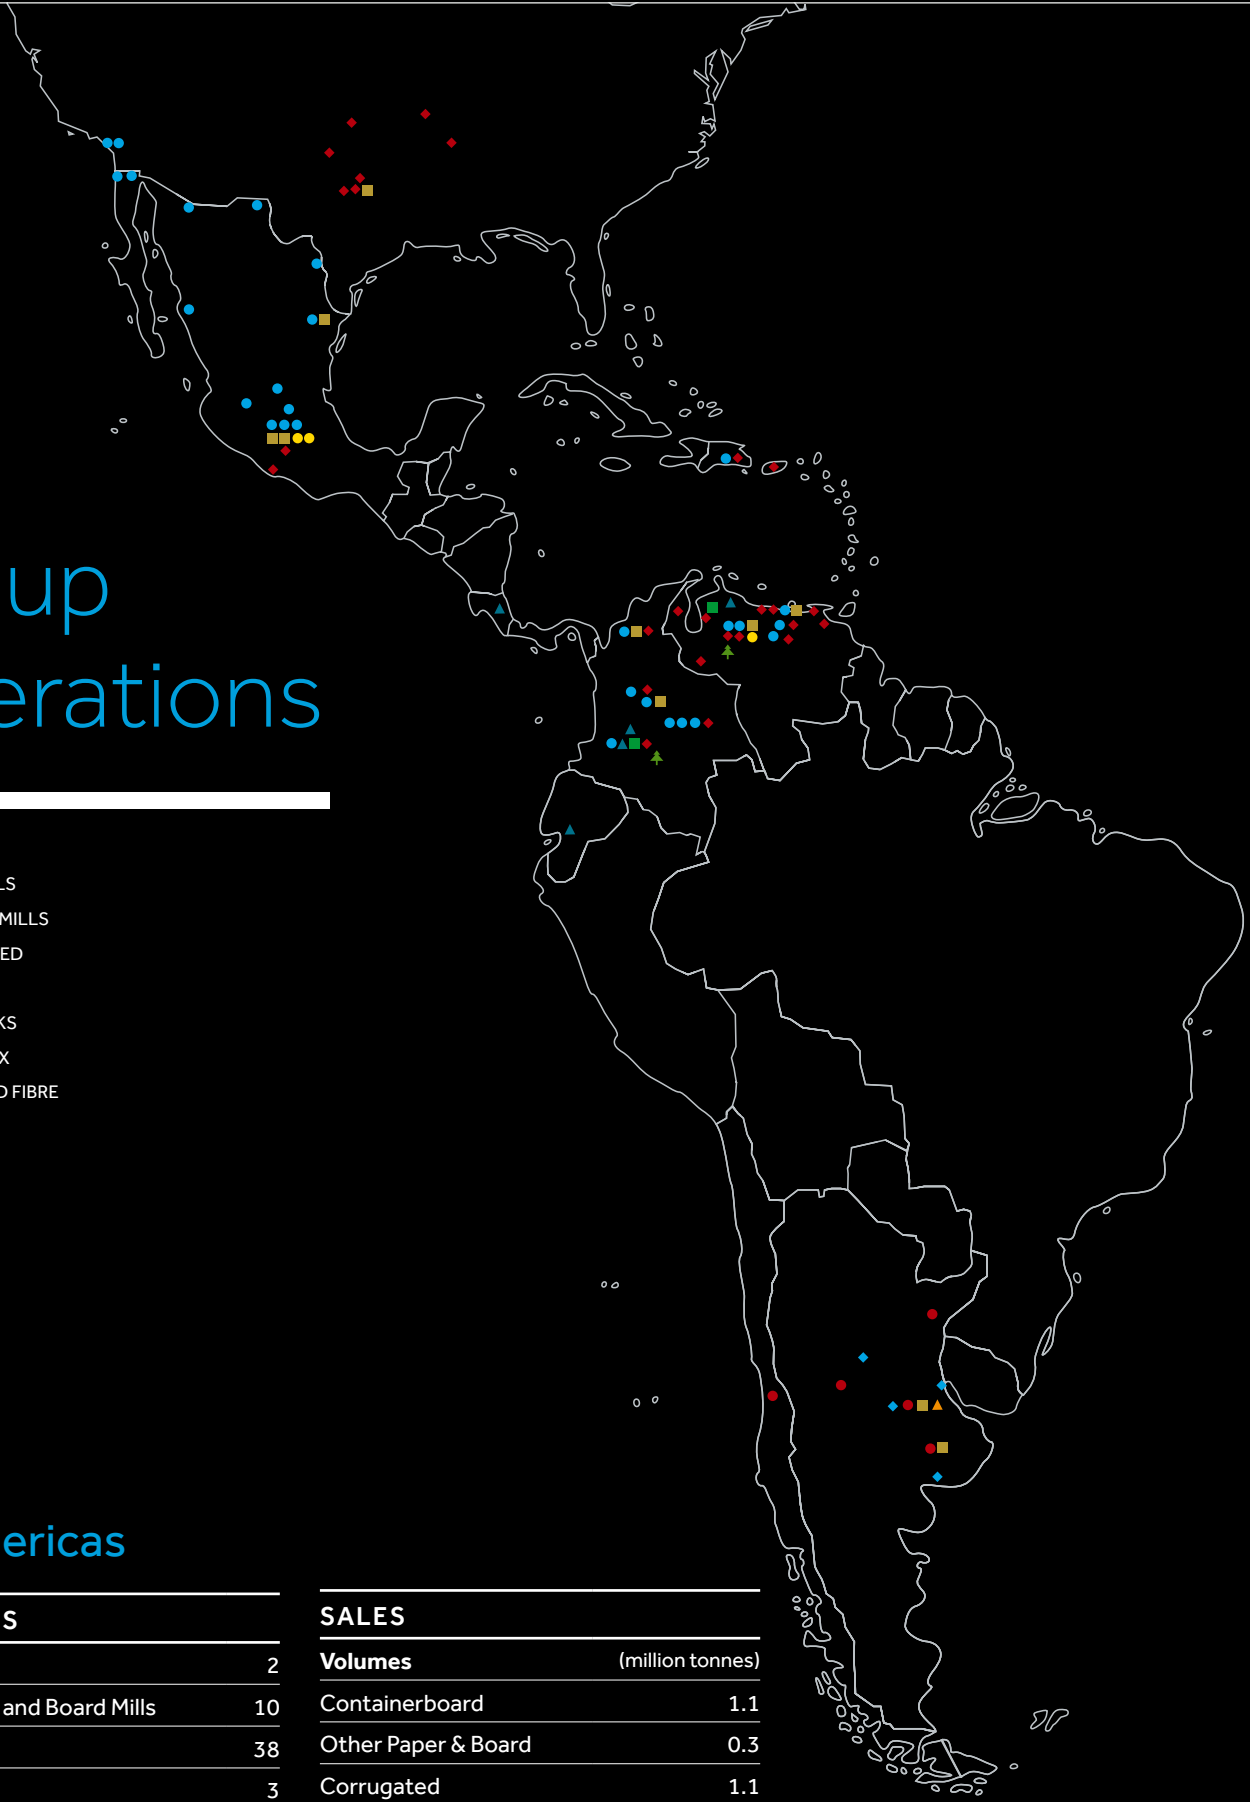 up
erations
LS
MILLS
ED
KS
X
D FIBRE
ericas
S
2
and Board Mills 10
38
3
SALES
Volumes (million tonnes)
Containerboard 1.1
Other Paper & Board 0.3
Corrugated 1.1